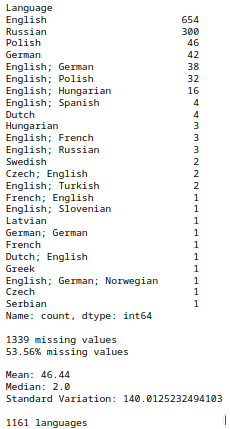 Language
English 654
Russian 300
Polish 46
German 42
English; German 38
English; Polish 32
English; Hungarian 16
English; Spanish 4
Dutch 4
Hungarian 3
English; French 3
English; Russian 3
Swedish 2
Czech; English 2
English; Turkish 2
French; English 1
English; Slovenian 1
Latvian 1
German; German 1
French 1
Dutch; English 1
Greek 1
English; German; Norwegian 1
Czech 1
Serbian 1
Name: count, dtype: int64
1339 missing values
53.56% missing values
Mean: 46.44
Median: 2.0
Standard Variation: 140.0125232494103
1161 languages